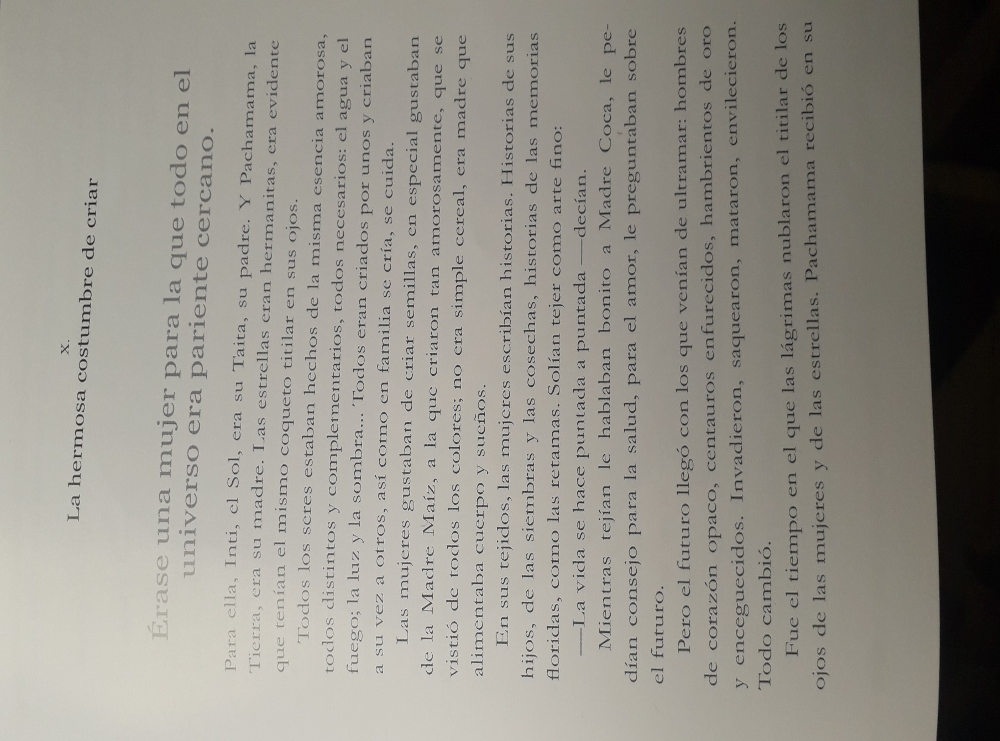 X.
La hermosa costumbre de criar
Érase una mujer para la que todo en el
universo era pariente cercano.
Para ella, Inti, el Sol, era su Taita, su padre. Y Pachamama, la
Tierra, era su madre. Las estrellas eran hermanitas, era evidente
que tenían el mismo coqueto titilar en sus ojos.
Todos los seres estaban hechos de la misma esencia amorosa,
todos distintos y complementarios, todos necesarios: el agua y el
fuego; la luz y la sombra... Todos eran criados por unos y criaban
a su vez a otros, así como en familia se cría, se cuida.
Las mujeres gustaban de criar semillas, en especial gustaban
de la Madre Maíz, a la que criaron tan amorosamente, que se
vistió de todos los colores; no era simple cereal, era madre que
alimentaba cuerpo y sueños.
En sus tejidos, las mujeres escribían historias. Historias de sus
hijos, de las siembras y las cosechas, historias de las memorias
floridas, como las retamas. Solían tejer como arte fino:
—La vida se hace puntada a puntada —decían.
Mientras tejían le hablaban bonito a Madre Coca, le pe-
dían consejo para la salud, para el amor, le preguntaban sobre
el futuro.
Pero el futuro llegó con los que venían de ultramar: hombres
de corazón opaco, centauros enfurecidos, hambrientos de oro
y enceguecidos. Invadieron, saquearon, mataron, envilecieron.
Todo cambió.
Fue el tiempo en el que las lágrimas nublaron el titilar de los
ojos de las mujeres y de las estrellas. Pachamama recibió en su